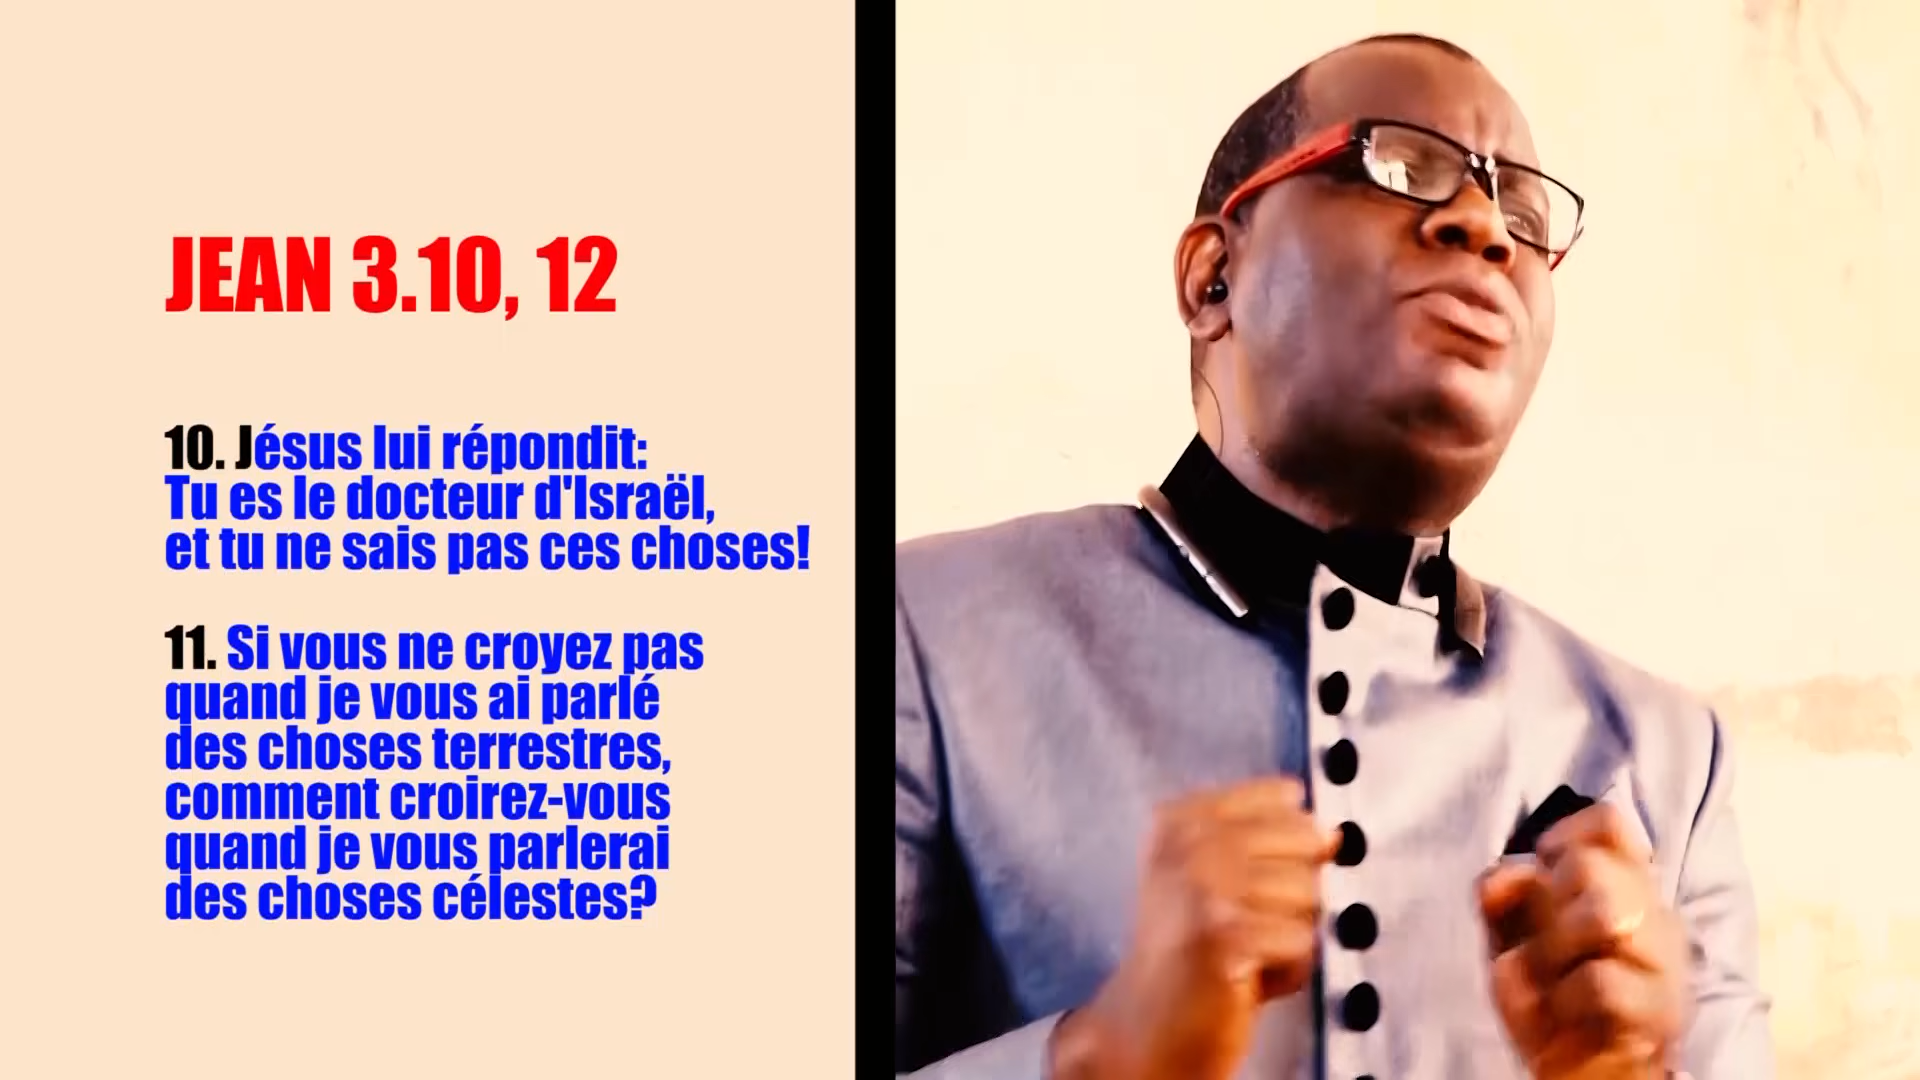 JEAN 3.10, 12
10. Jésus lui répondit:
Tu es le docteur d'Israël,
et tu ne sais pas ces choses!
11. Si vous ne croyez pas
quand je vous ai parlé
des choses terrestres,
comment croirez-vous
quand je vous parlerai
des choses célestes?